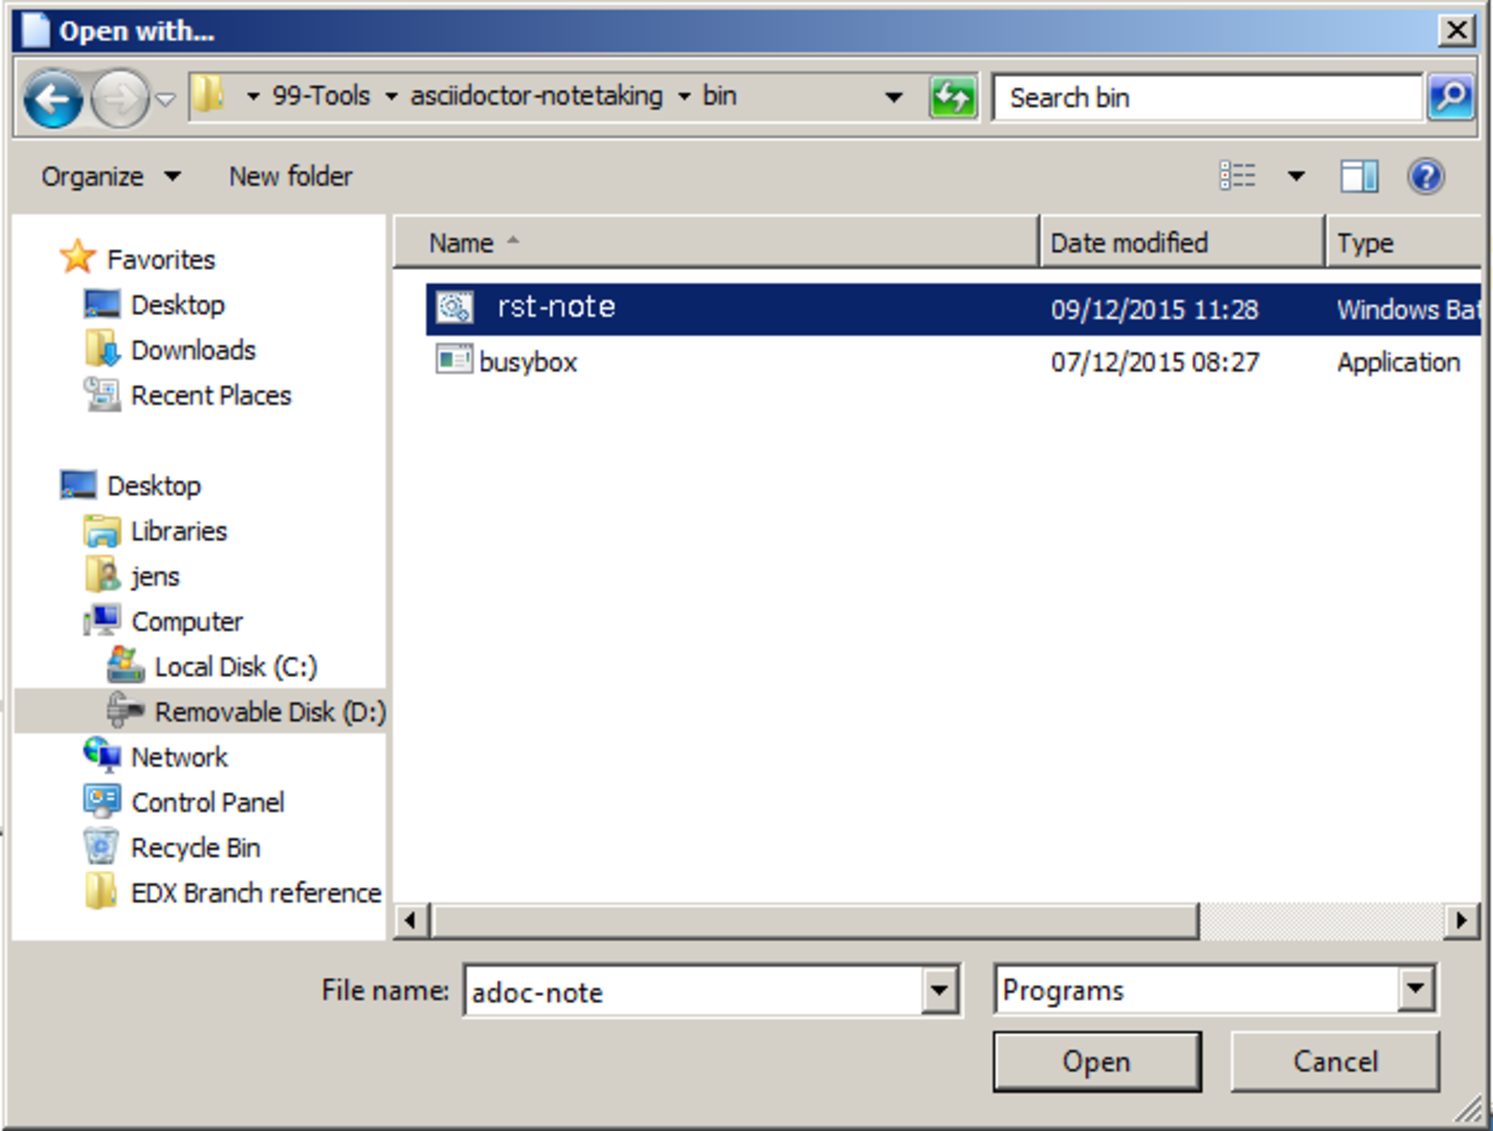 Open with...
99-Tools asciidoctor-notetaking bin
Search bin
Organize New folder
Favorites
Desktop
Downloads
Recent Places
Desktop
Libraries
jens
Computer
Local Disk (C:)
Removable Disk (D:)
Network
Control Panel
Recycle Bin
EDX Branch reference
Name Date modified Type
rst-note 09/12/2015 11:28 Windows Bat
busybox 07/12/2015 08:27 Application
File name: adoc-note Programs
Open Cancel